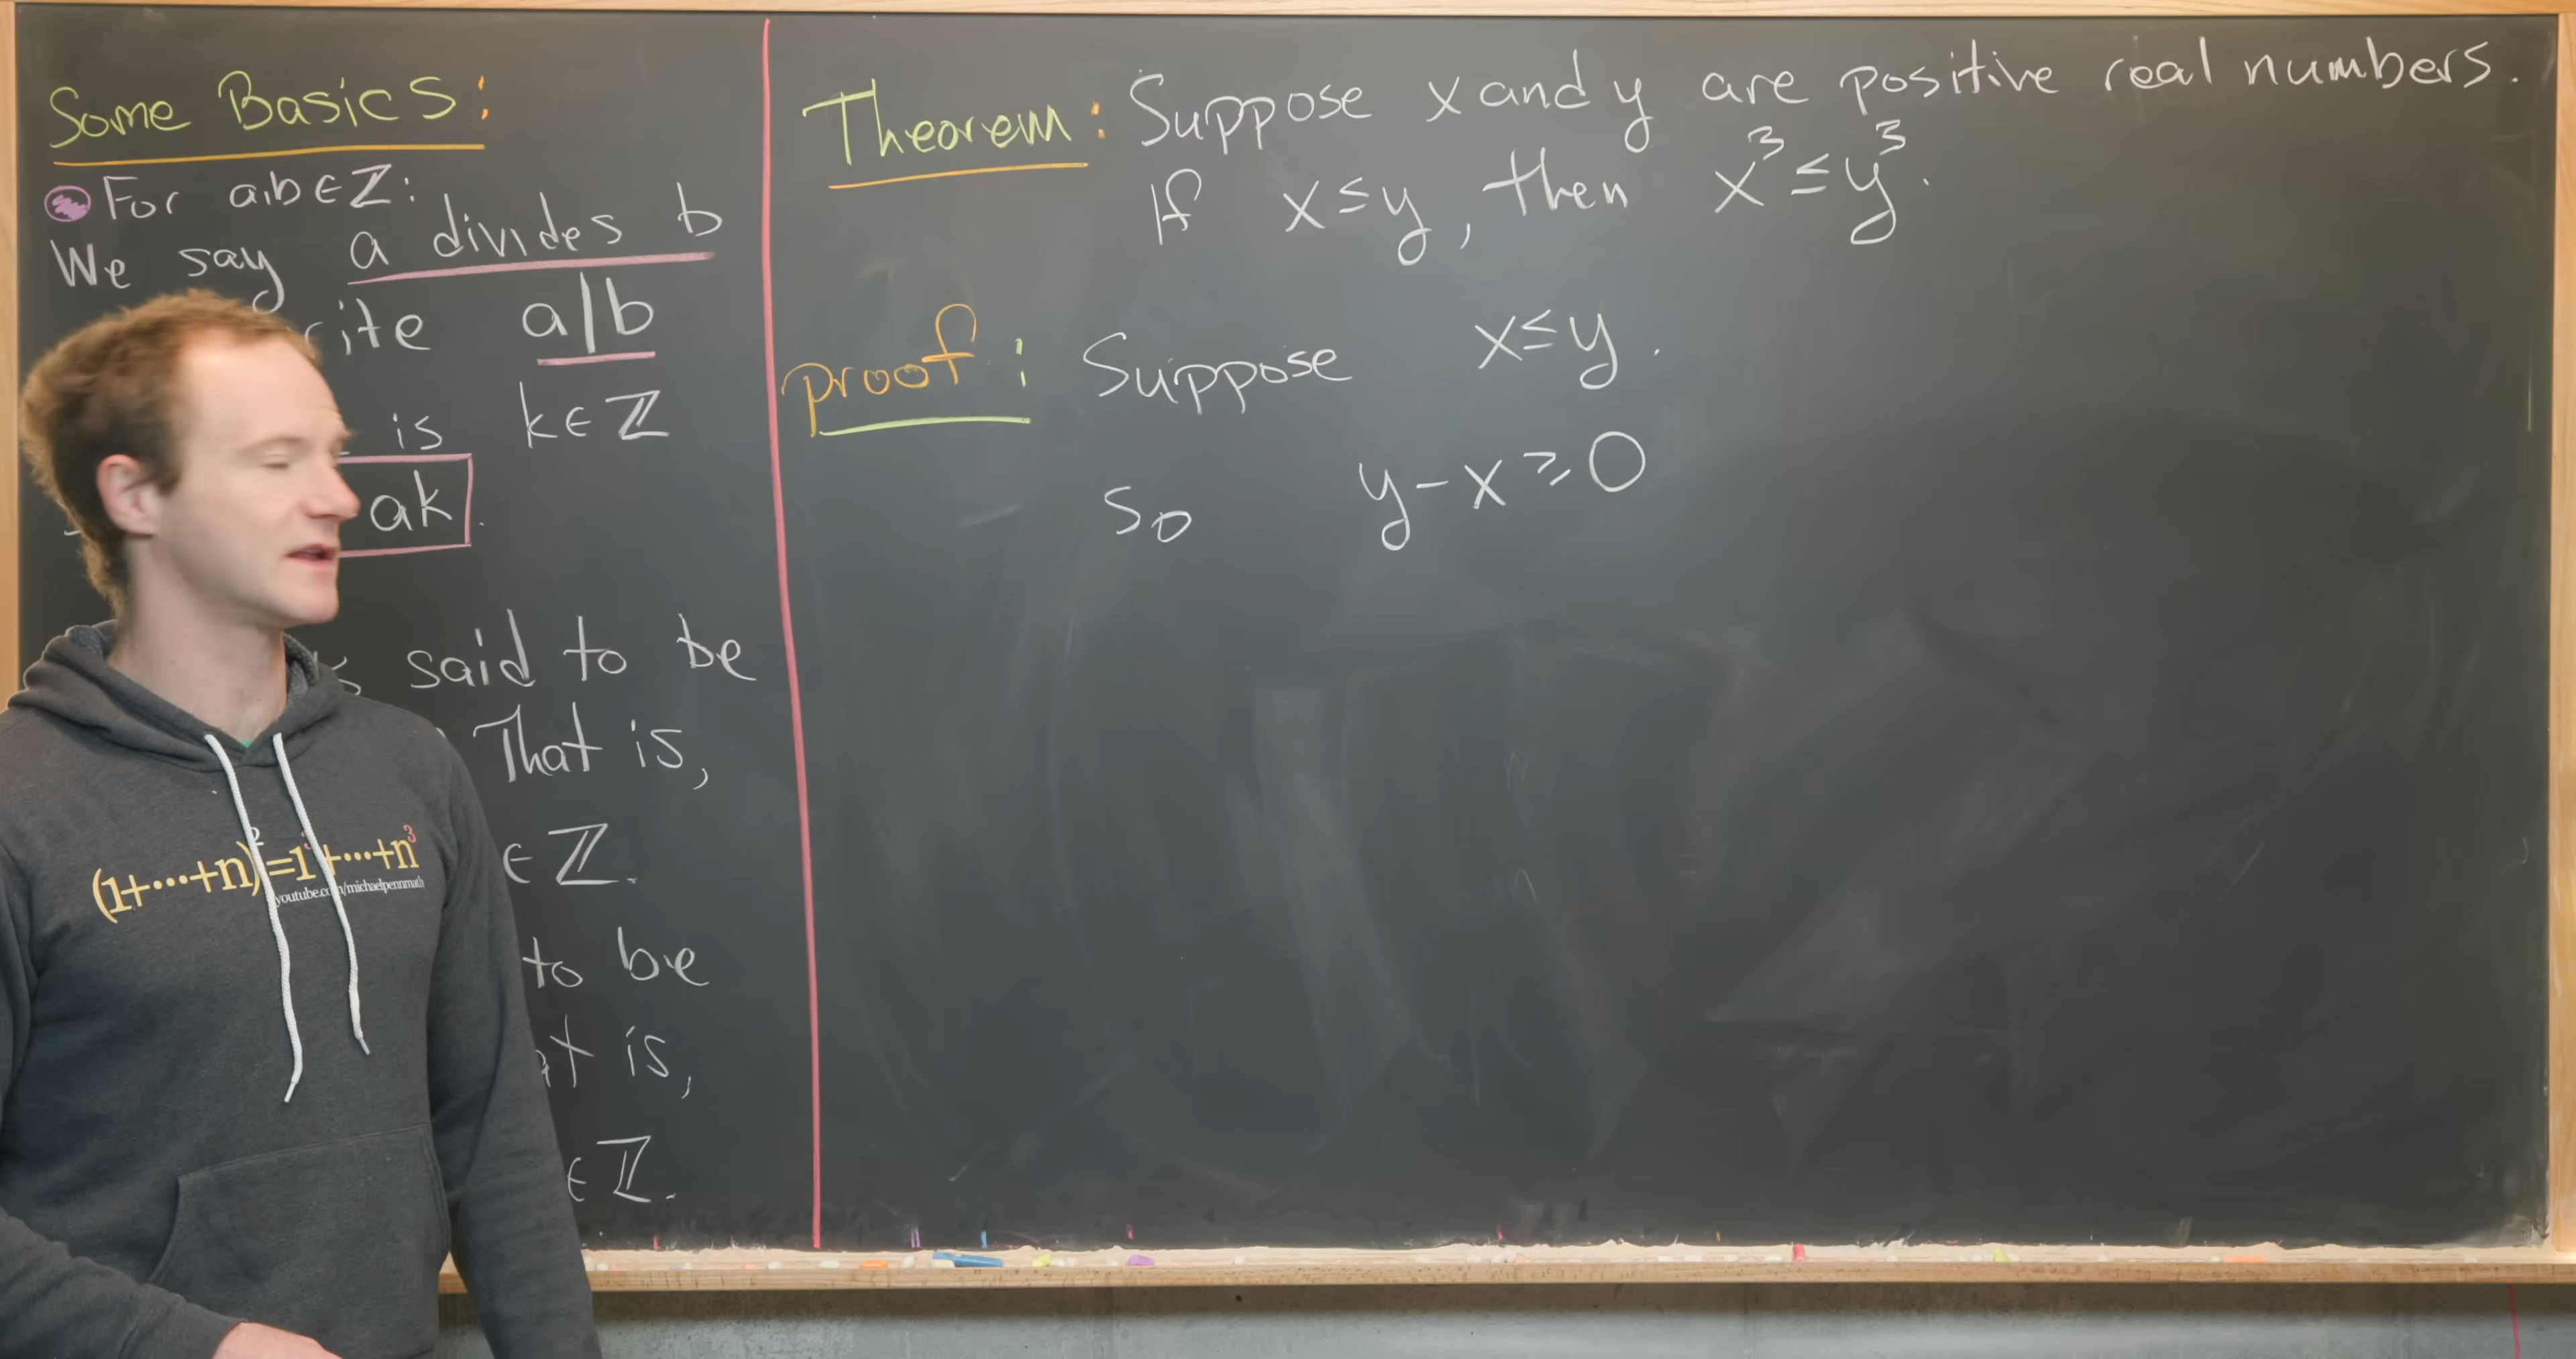 Some Basics:
For a,b∈ℤ:
We say a divides b
rite a|b
is k∈ℤ
ak.
said to be
That is,
∈ℤ.
to be
is,
∈ℤ.
Theorem: Suppose x and y are positive real numbers.
If x≤y, then x³≤y³.
proof: Suppose x≤y.
So y-x≥0
(1+⋯+n)²=1³+⋯+n³
youtube.com/michaelpennmath